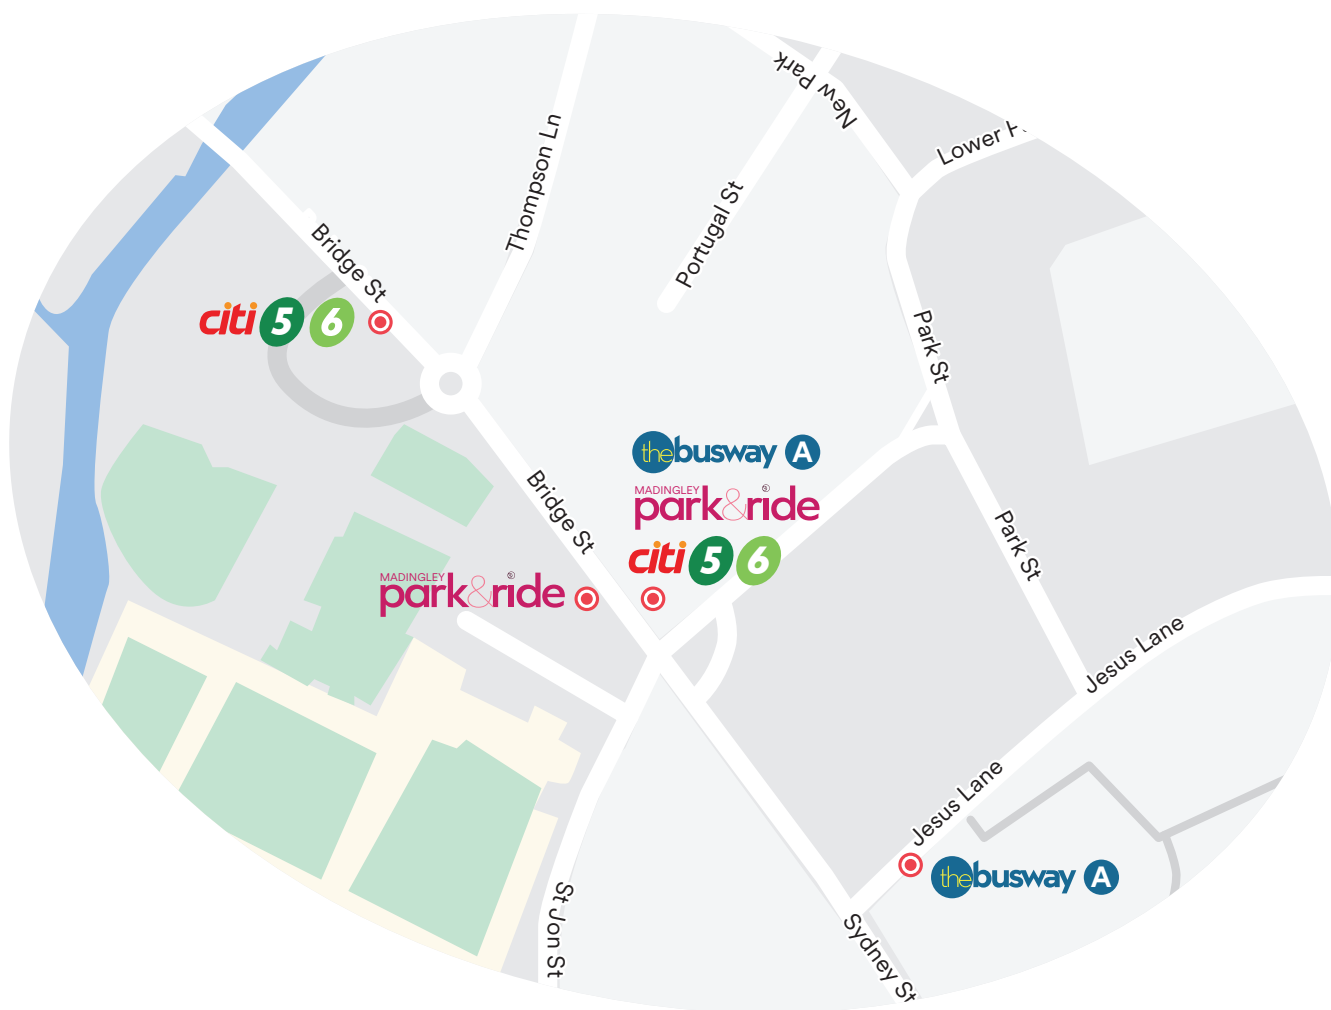 New Park
Lower
Thompson Ln
Portugal St
Bridge St
citi 5 6
Park St
thebusway A
MADINGLEY
park&ride
citi 5 6
Bridge St
Park St
MADINGLEY
park&ride
Jesus Lane
Jesus Lane
thebusway A
St Jon St
Sydney St